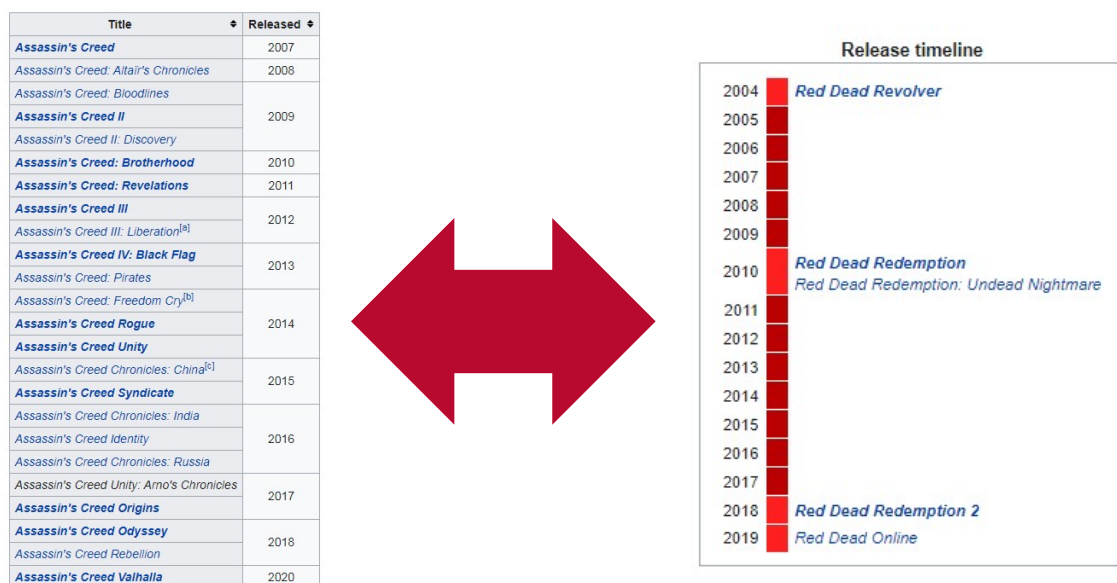 Title Released
Assassin's Creed 2007
Assassin's Creed: Altaïr's Chronicles 2008
Assassin's Creed: Bloodlines
Assassin's Creed II 2009
Assassin's Creed II: Discovery
Assassin's Creed: Brotherhood 2010
Assassin's Creed: Revelations 2011
Assassin's Creed III 2012
Assassin's Creed III: Liberation[a]
Assassin's Creed IV: Black Flag 2013
Assassin's Creed: Pirates
Assassin's Creed: Freedom Cry[b]
Assassin's Creed Rogue 2014
Assassin's Creed Unity
Assassin's Creed Chronicles: China[c] 2015
Assassin's Creed Syndicate
Assassin's Creed Chronicles: India
Assassin's Creed Identity 2016
Assassin's Creed Chronicles: Russia
Assassin's Creed Unity: Arno's Chronicles 2017
Assassin's Creed Origins
Assassin's Creed Odyssey 2018
Assassin's Creed Rebellion
Assassin's Creed Valhalla 2020
Release timeline
2004 Red Dead Revolver
2005
2006
2007
2008
2009
2010 Red Dead Redemption
Red Dead Redemption: Undead Nightmare
2011
2012
2013
2014
2015
2016
2017
2018 Red Dead Redemption 2
2019 Red Dead Online